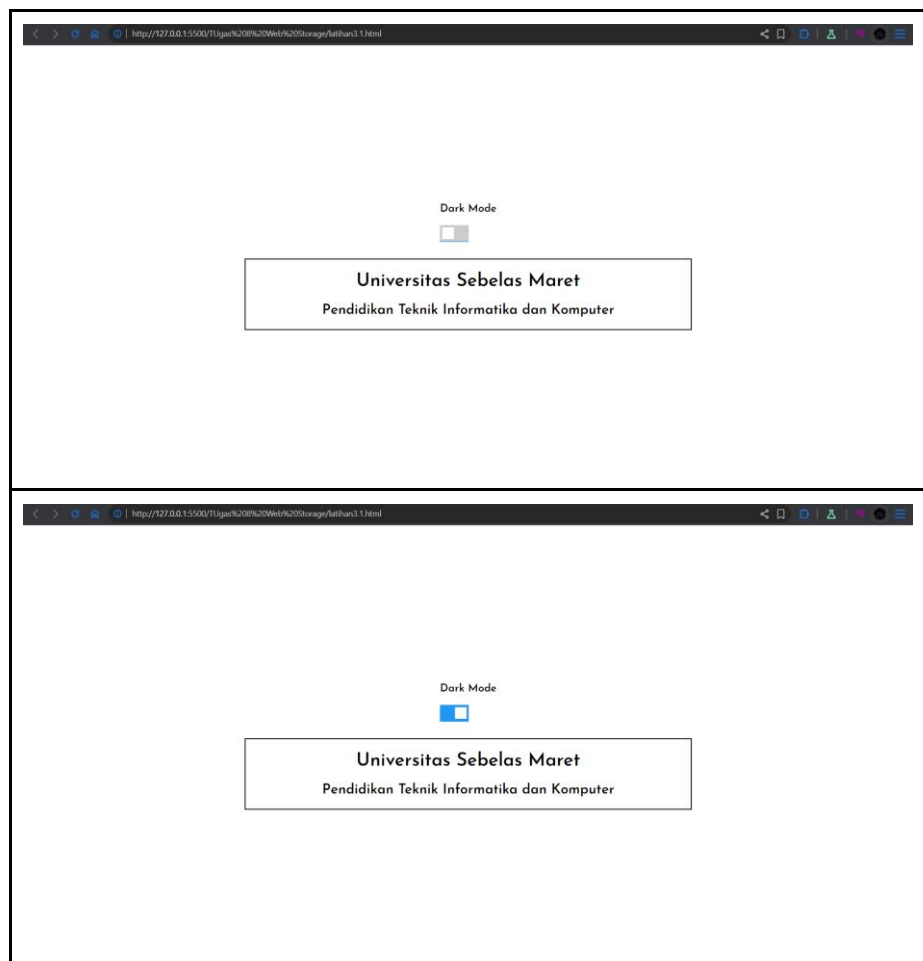 http://127.0.0.1:5500/TUgas%208%20Web%20Storage/latihan3.1.html
Dark Mode
Universitas Sebelas Maret
Pendidikan Teknik Informatika dan Komputer
http://127.0.0.1:5500/TUgas%208%20Web%20Storage/latihan3.1.html
Dark Mode
Universitas Sebelas Maret
Pendidikan Teknik Informatika dan Komputer